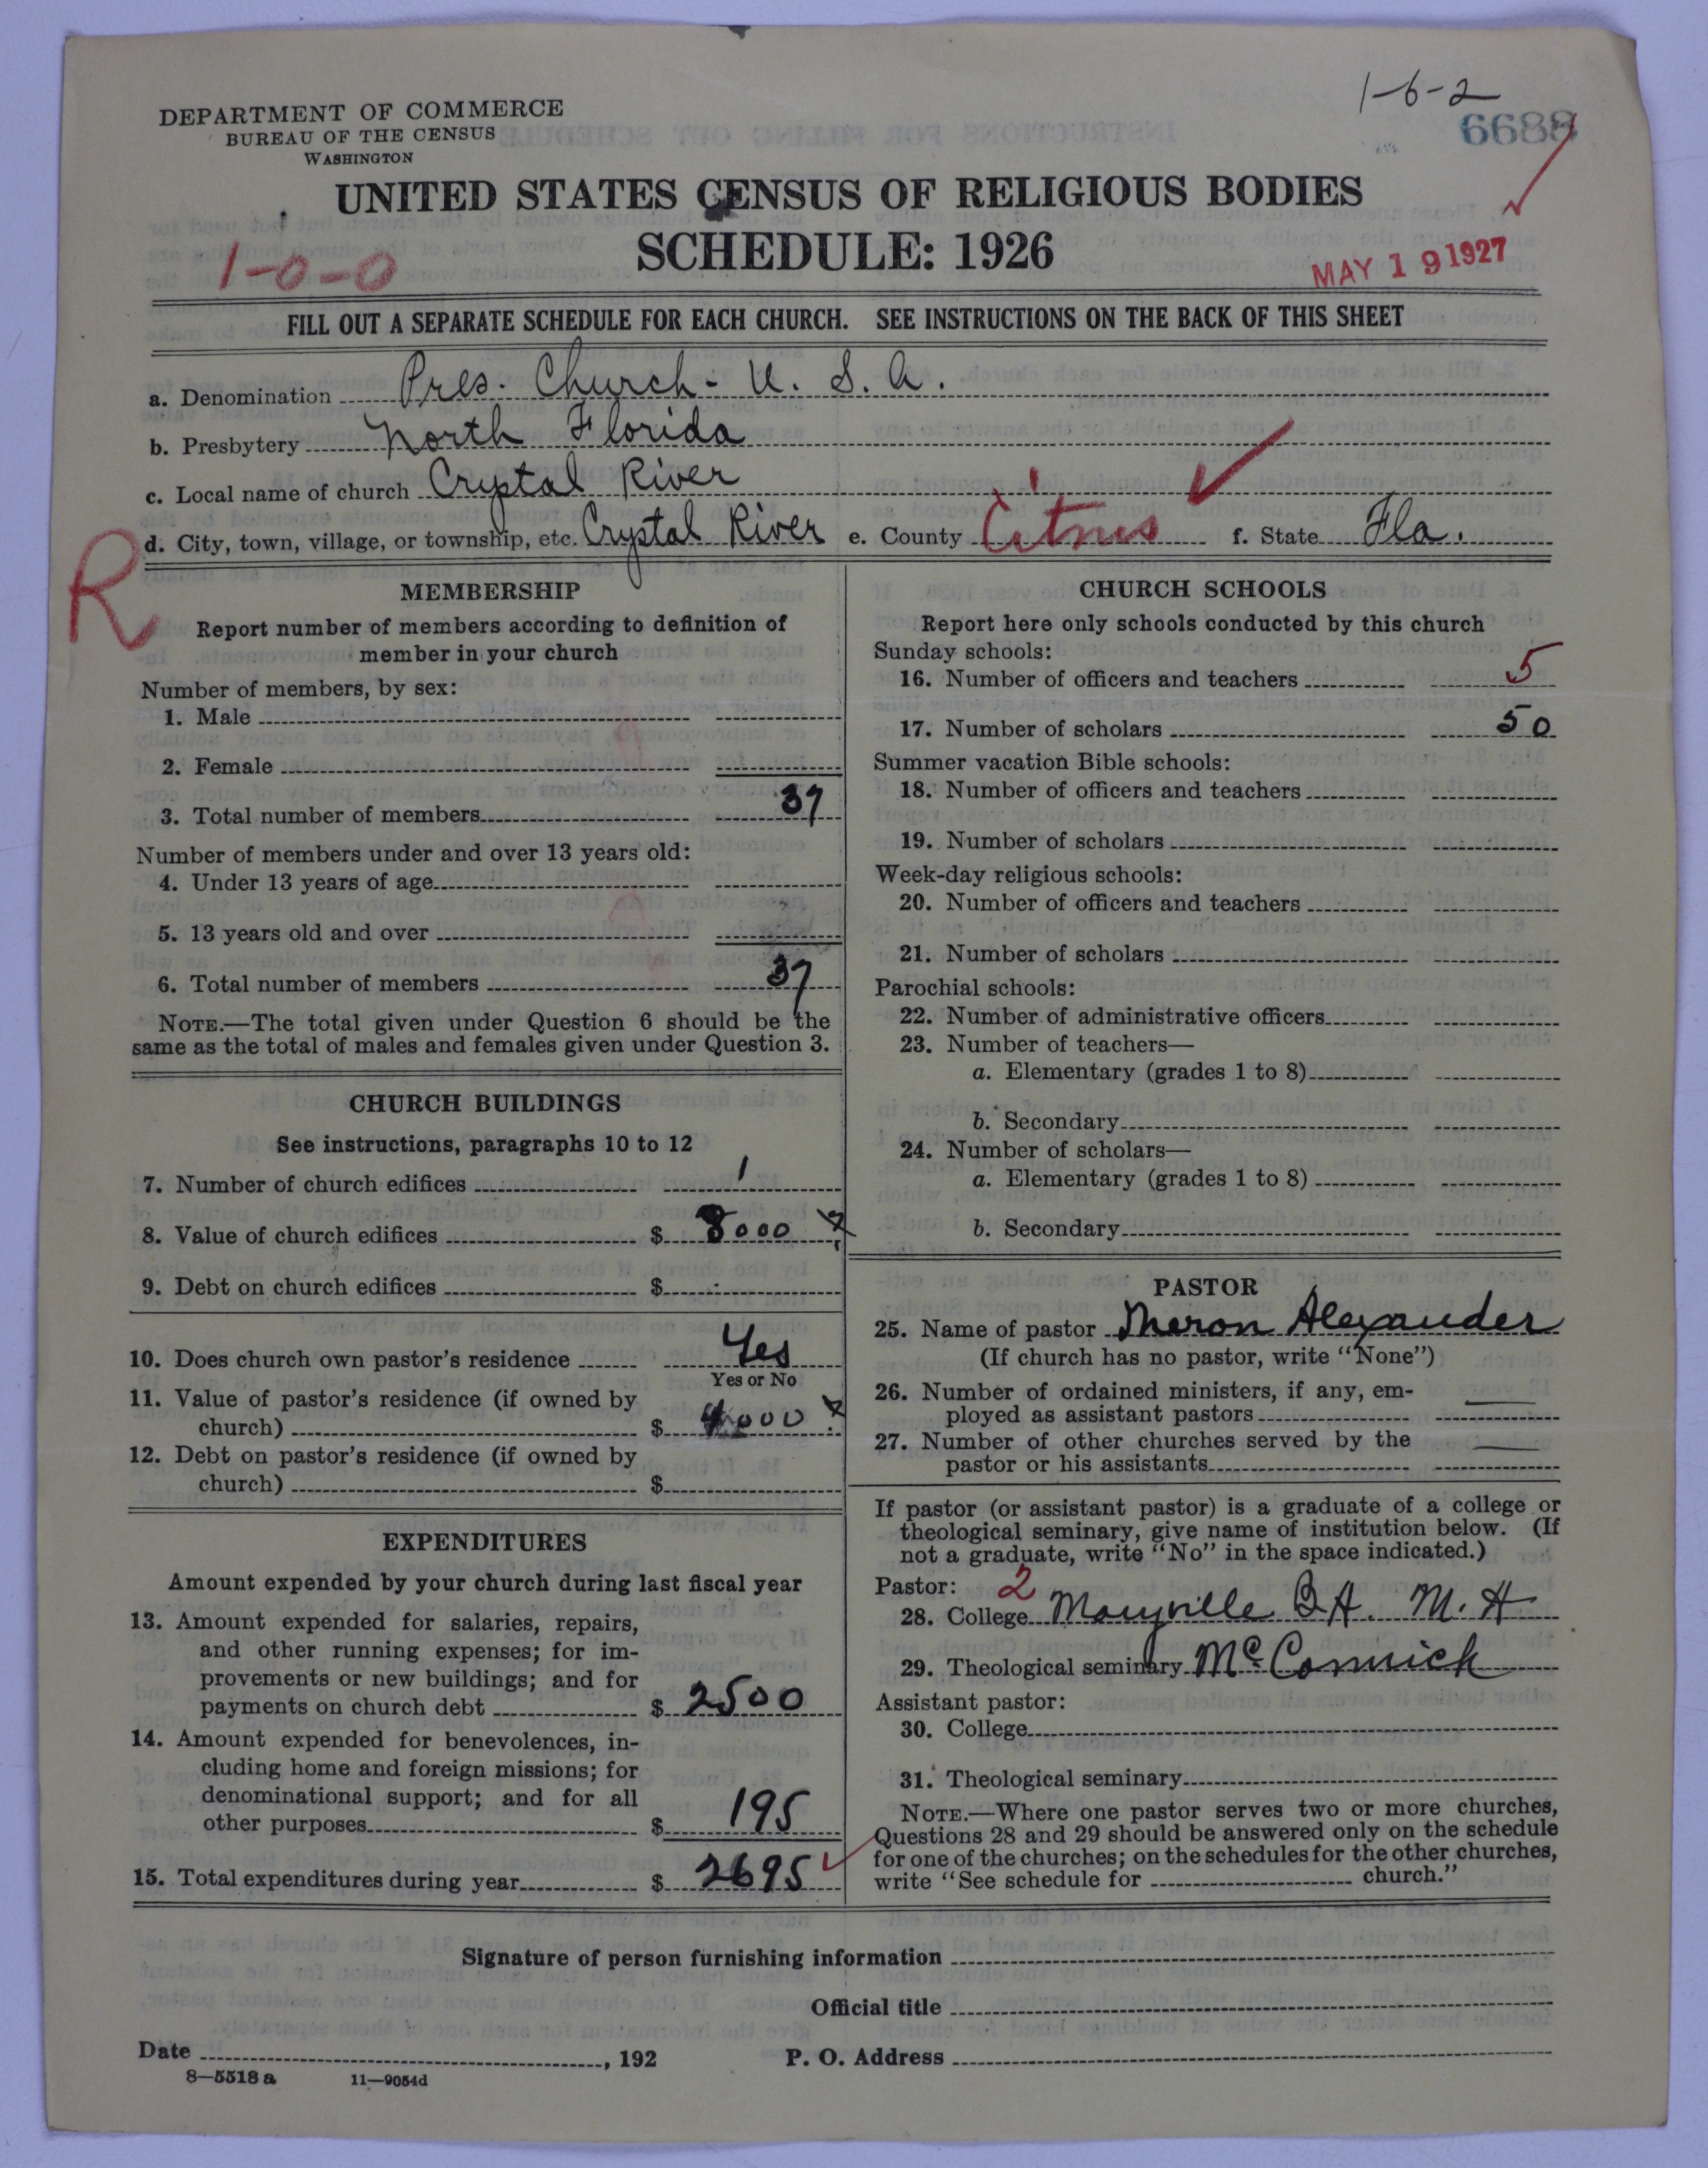 1-6-2
DEPARTMENT OF COMMERCE
BUREAU OF THE CENSUS
WASHINGTON
6688
UNITED STATES CENSUS OF RELIGIOUS BODIES
SCHEDULE: 1926
1-0-0
MAY 19 1927
FILL OUT A SEPARATE SCHEDULE FOR EACH CHURCH. SEE INSTRUCTIONS ON THE BACK OF THIS SHEET
a. Denomination Pres. Church - U. S. A.
b. Presbytery North Florida
c. Local name of church Crystal River
R
d. City, town, village, or township, etc. Crystal River e. County Citrus f. State Fla.
MEMBERSHIP
Report number of members according to definition of
member in your church
Number of members, by sex:
1. Male
2. Female
3. Total number of members 37
Number of members under and over 13 years old:
4. Under 13 years of age
5. 13 years old and over
6. Total number of members 37
NOTE.—The total given under Question 6 should be the
same as the total of males and females given under Question 3.
CHURCH BUILDINGS
See instructions, paragraphs 10 to 12
7. Number of church edifices 1
8. Value of church edifices $ 8000
9. Debt on church edifices $
10. Does church own pastor's residence Yes
Yes or No
11. Value of pastor's residence (if owned by
church) $ 4000
12. Debt on pastor's residence (if owned by
church) $
EXPENDITURES
Amount expended by your church during last fiscal year
13. Amount expended for salaries, repairs,
and other running expenses; for im-
provements or new buildings; and for
payments on church debt $ 2500
14. Amount expended for benevolences, in-
cluding home and foreign missions; for
denominational support; and for all
other purposes $ 195
15. Total expenditures during year $ 2695
CHURCH SCHOOLS
Report here only schools conducted by this church
Sunday schools:
16. Number of officers and teachers 5
17. Number of scholars 50
Summer vacation Bible schools:
18. Number of officers and teachers
19. Number of scholars
Week-day religious schools:
20. Number of officers and teachers
21. Number of scholars
Parochial schools:
22. Number of administrative officers
23. Number of teachers—
a. Elementary (grades 1 to 8)
b. Secondary
24. Number of scholars—
a. Elementary (grades 1 to 8)
b. Secondary
PASTOR
25. Name of pastor Theron Alexander
(If church has no pastor, write "None")
26. Number of ordained ministers, if any, em-
ployed as assistant pastors
27. Number of other churches served by the
pastor or his assistants
If pastor (or assistant pastor) is a graduate of a college or
theological seminary, give name of institution below. (If
not a graduate, write "No" in the space indicated.)
Pastor: 2
28. College Maryville B.A. M. A
29. Theological seminary McCormick
Assistant pastor:
30. College
31. Theological seminary
NOTE.—Where one pastor serves two or more churches,
Questions 28 and 29 should be answered only on the schedule
for one of the churches; on the schedules for the other churches,
write "See schedule for church."
Signature of person furnishing information
Official title
Date , 192 P. O. Address
8—5518 a 11—9054d